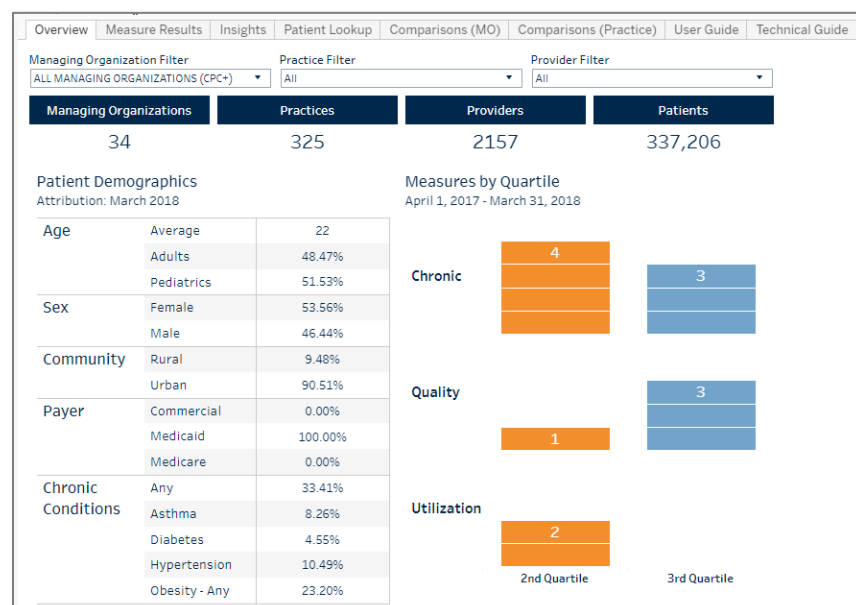 Overview Measure Results Insights Patient Lookup Comparisons (MO) Comparisons (Practice) User Guide Technical Guide
Managing Organization Filter Practice Filter Provider Filter
ALL MANAGING ORGANIZATIONS (CPC+) All All
Managing Organizations Practices Providers Patients
34 325 2157 337,206
Patient Demographics
Attribution: March 2018
Age Average 22
Adults 48.47%
Pediatrics 51.53%
Sex Female 53.56%
Male 46.44%
Community Rural 9.48%
Urban 90.51%
Payer Commercial 0.00%
Medicaid 100.00%
Medicare 0.00%
Chronic Conditions Any 33.41%
Asthma 8.26%
Diabetes 4.55%
Hypertension 10.49%
Obesity - Any 23.20%
Measures by Quartile
April 1, 2017 - March 31, 2018
Chronic 4 3
Quality 1 3
Utilization 2
2nd Quartile 3rd Quartile